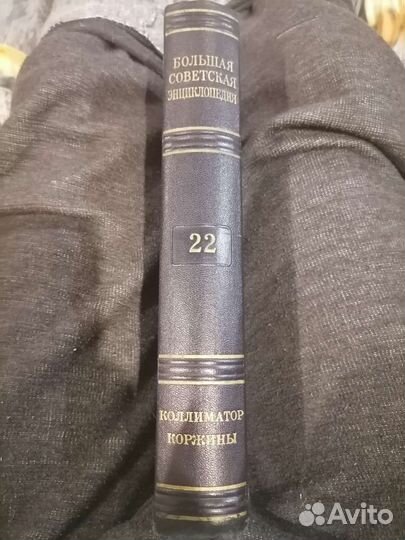 БОЛЬШАЯ
СОВЕТСКАЯ
ЭНЦИКЛОПЕДИЯ
22
КОЛЛИМАТОР
КОРЖИНЫ
Avito